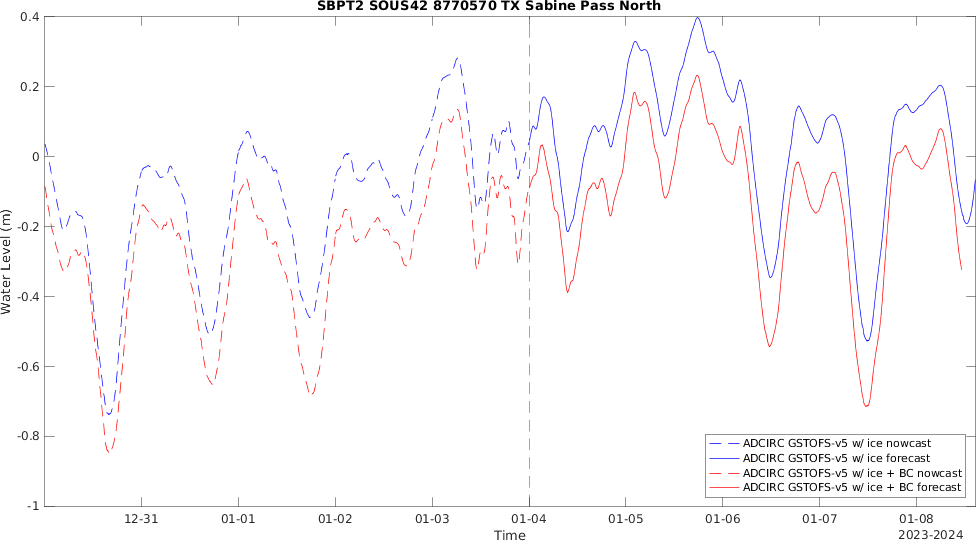 SBPT2 SOUS42 8770570 TX Sabine Pass North
0.4
0.2
0
-0.2
-0.4
-0.6
-0.8
-1
Water Level (m)
12-31
01-01
01-02
01-03
01-04
01-05
01-06
01-07
01-08
Time
2023-2024
ADCIRC GSTOFS-v5 w/ ice nowcast
ADCIRC GSTOFS-v5 w/ ice forecast
ADCIRC GSTOFS-v5 w/ ice + BC nowcast
ADCIRC GSTOFS-v5 w/ ice + BC forecast